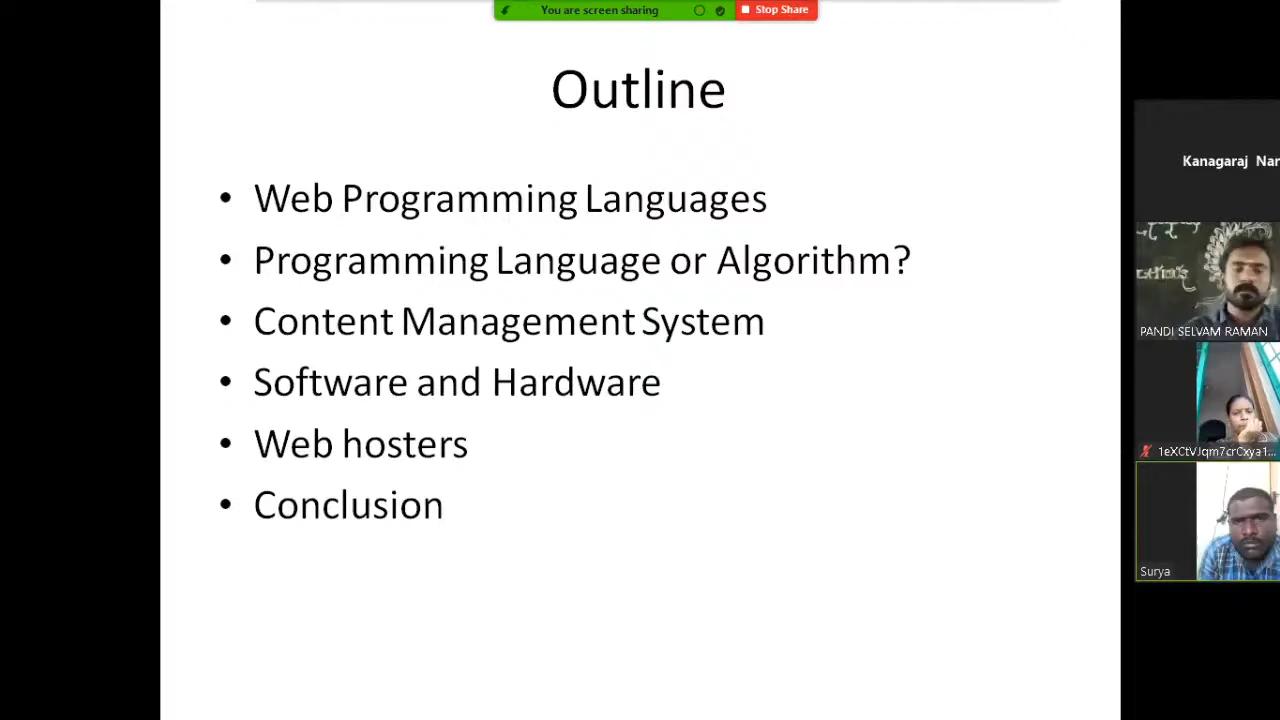 You are screen sharing
Stop Share
Outline
• Web Programming Languages
• Programming Language or Algorithm?
• Content Management System
• Software and Hardware
• Web hosters
• Conclusion
Kanagaraj Nar
PANDI SELVAM RAMAN
Surya